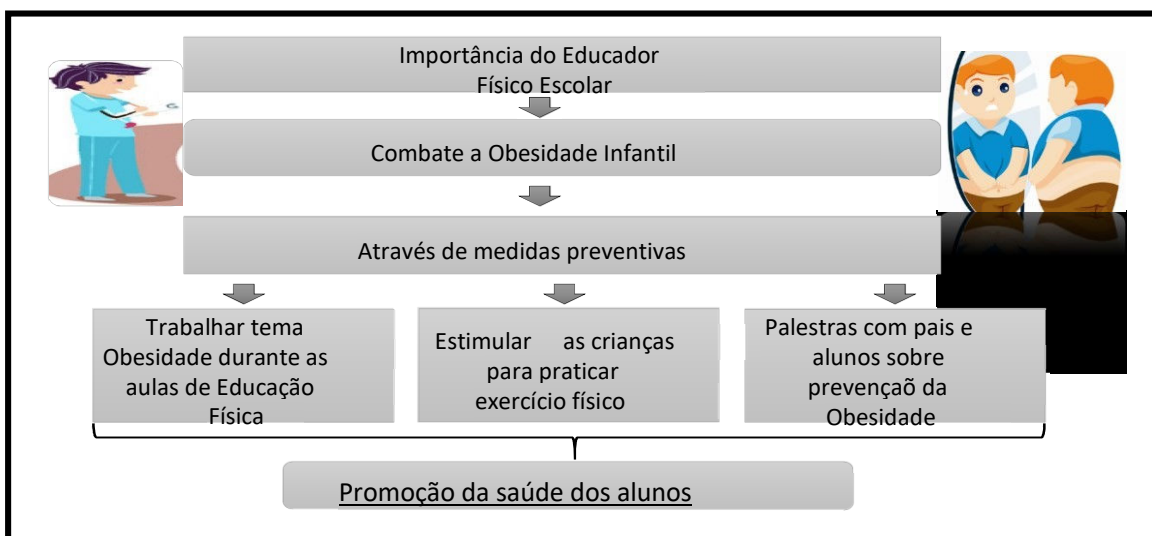 Importância do Educador
Físico Escolar
Combate a Obesidade Infantil
Através de medidas preventivas
Trabalhar tema
Obesidade durante as
aulas de Educação
Física
Estimular as crianças
para praticar
exercício físico
Palestras com pais e
alunos sobre
prevençaõ da
Obesidade
Promoção da saúde dos alunos